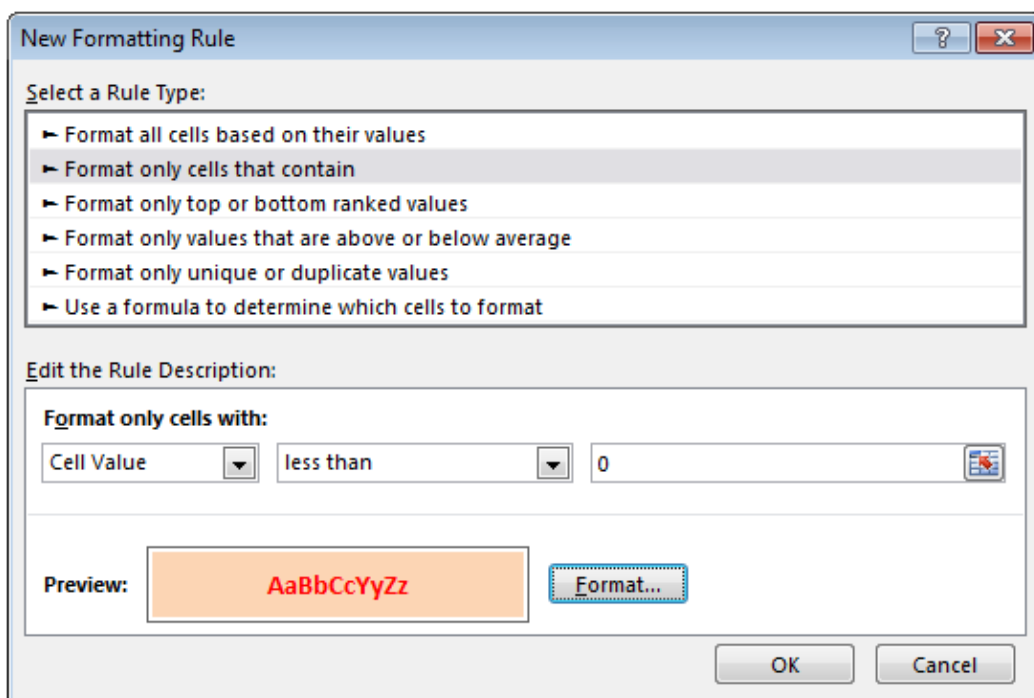 New Formatting Rule ?
Select a Rule Type:
► Format all cells based on their values
► Format only cells that contain
► Format only top or bottom ranked values
► Format only values that are above or below average
► Format only unique or duplicate values
► Use a formula to determine which cells to format
Edit the Rule Description:
Format only cells with:
Cell Value less than 0
Preview: AaBbCcYyZz Format...
OK Cancel